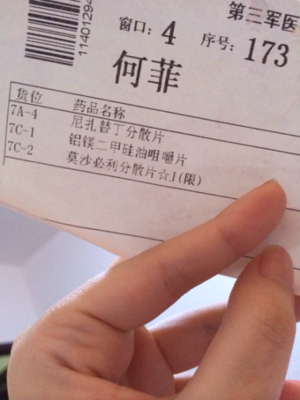 第三军医
11401294
窗口: 4 序号: 173
何菲
货位 药品名称
7A-4 尼扎替丁分散片
7C-1 铝镁二甲硅油咀嚼片
7C-2 莫沙必利分散片☆J(限)